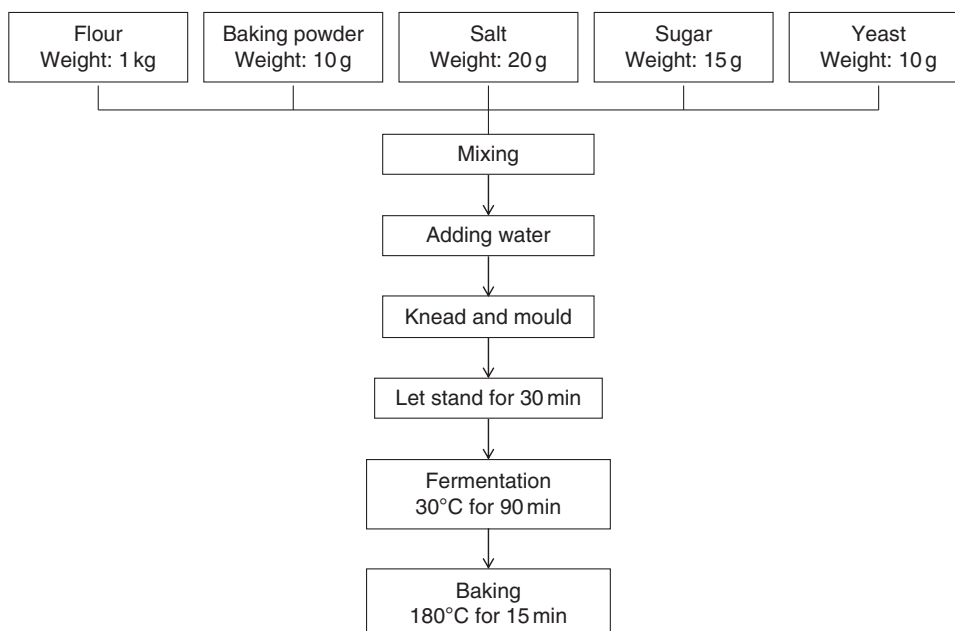 Flour
Weight: 1 kg
Baking powder
Weight: 10 g
Salt
Weight: 20 g
Sugar
Weight: 15 g
Yeast
Weight: 10 g
Mixing
Adding water
Knead and mould
Let stand for 30 min
Fermentation
30°C for 90 min
Baking
180°C for 15 min